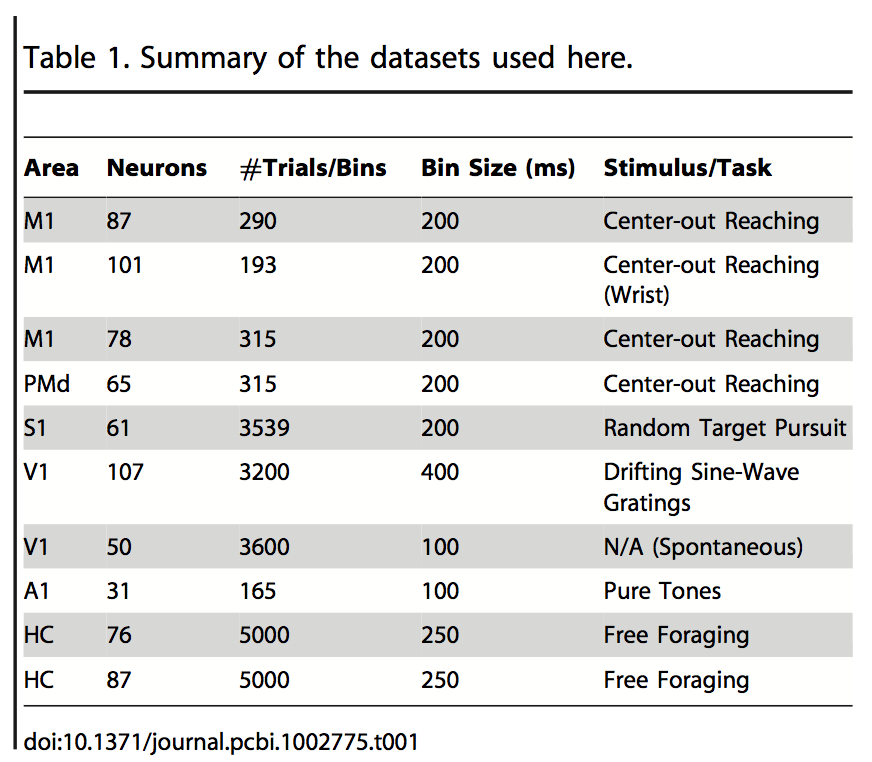 Table 1. Summary of the datasets used here.
Area Neurons #Trials/Bins Bin Size (ms) Stimulus/Task
M1 87 290 200 Center-out Reaching
M1 101 193 200 Center-out Reaching
(Wrist)
M1 78 315 200 Center-out Reaching
PMd 65 315 200 Center-out Reaching
S1 61 3539 200 Random Target Pursuit
V1 107 3200 400 Drifting Sine-Wave
Gratings
V1 50 3600 100 N/A (Spontaneous)
A1 31 165 100 Pure Tones
HC 76 5000 250 Free Foraging
HC 87 5000 250 Free Foraging
doi:10.1371/journal.pcbi.1002775.t001